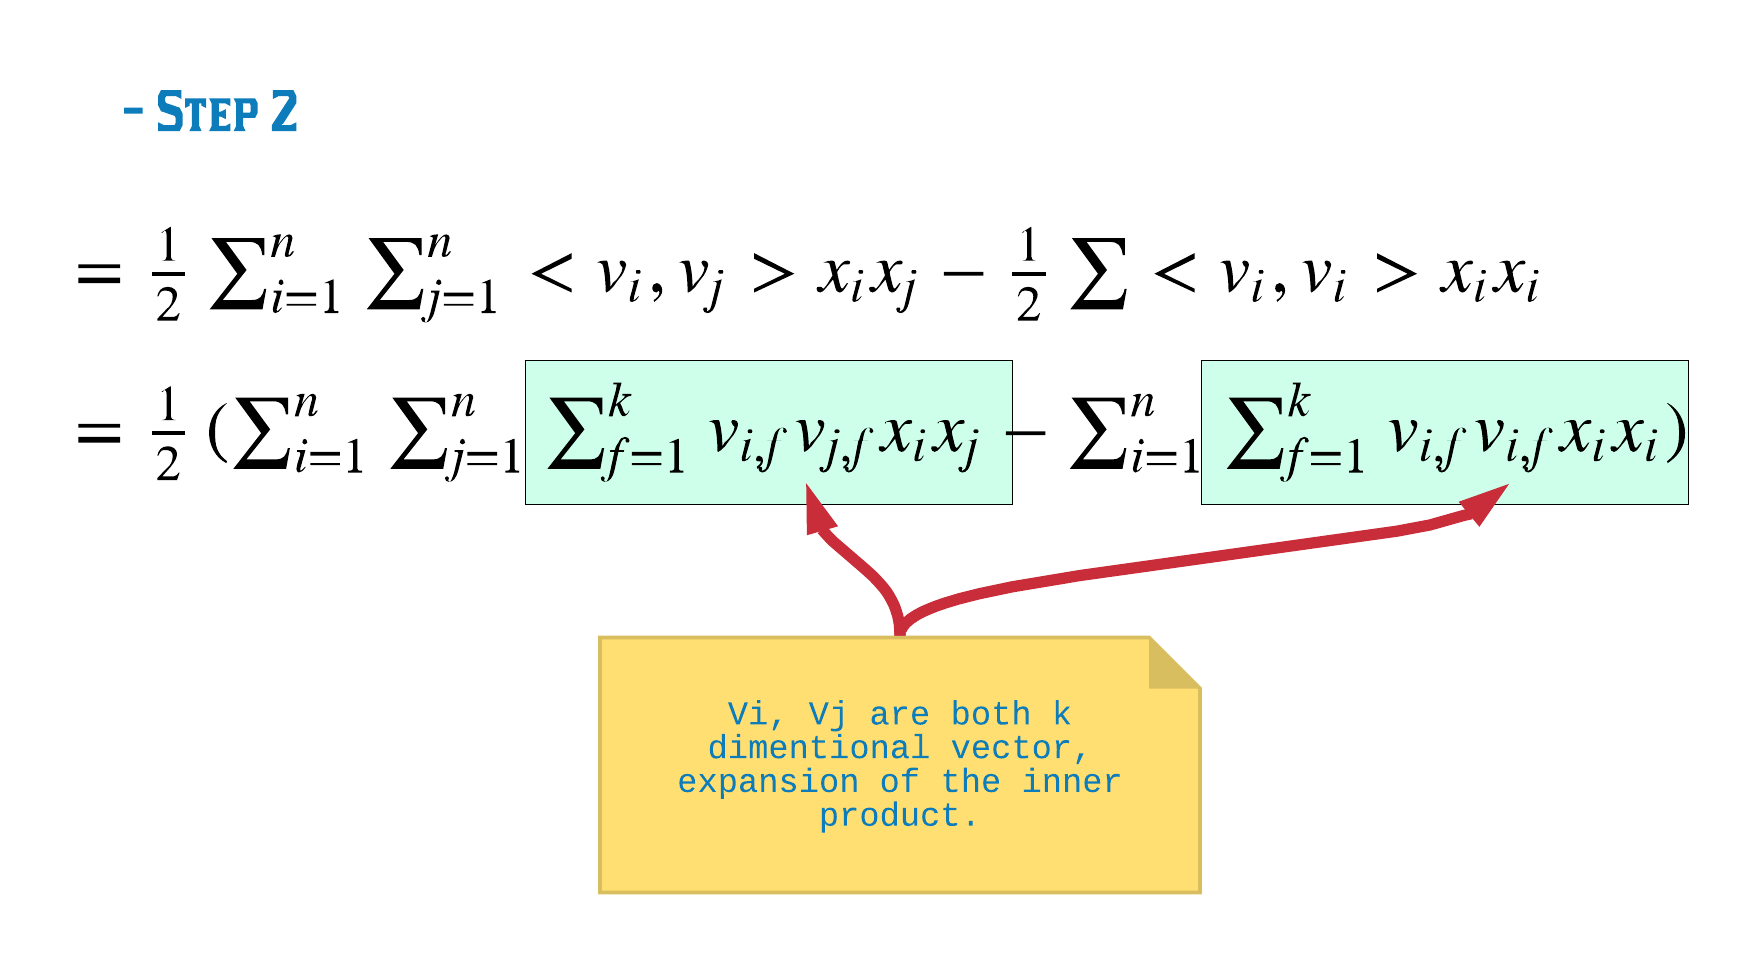 - Step 2
= \frac{1}{2} \sum_{i=1}^{n} \sum_{j=1}^{n} < v_i, v_j > x_i x_j - \frac{1}{2} \sum < v_i, v_i > x_i x_i
= \frac{1}{2} (\sum_{i=1}^{n} \sum_{j=1}^{n} \sum_{f=1}^{k} v_{i,f} v_{j,f} x_i x_j - \sum_{i=1}^{n} \sum_{f=1}^{k} v_{i,f} v_{i,f} x_i x_i)
Vi, Vj are both k
dimentional vector,
expansion of the inner
product.